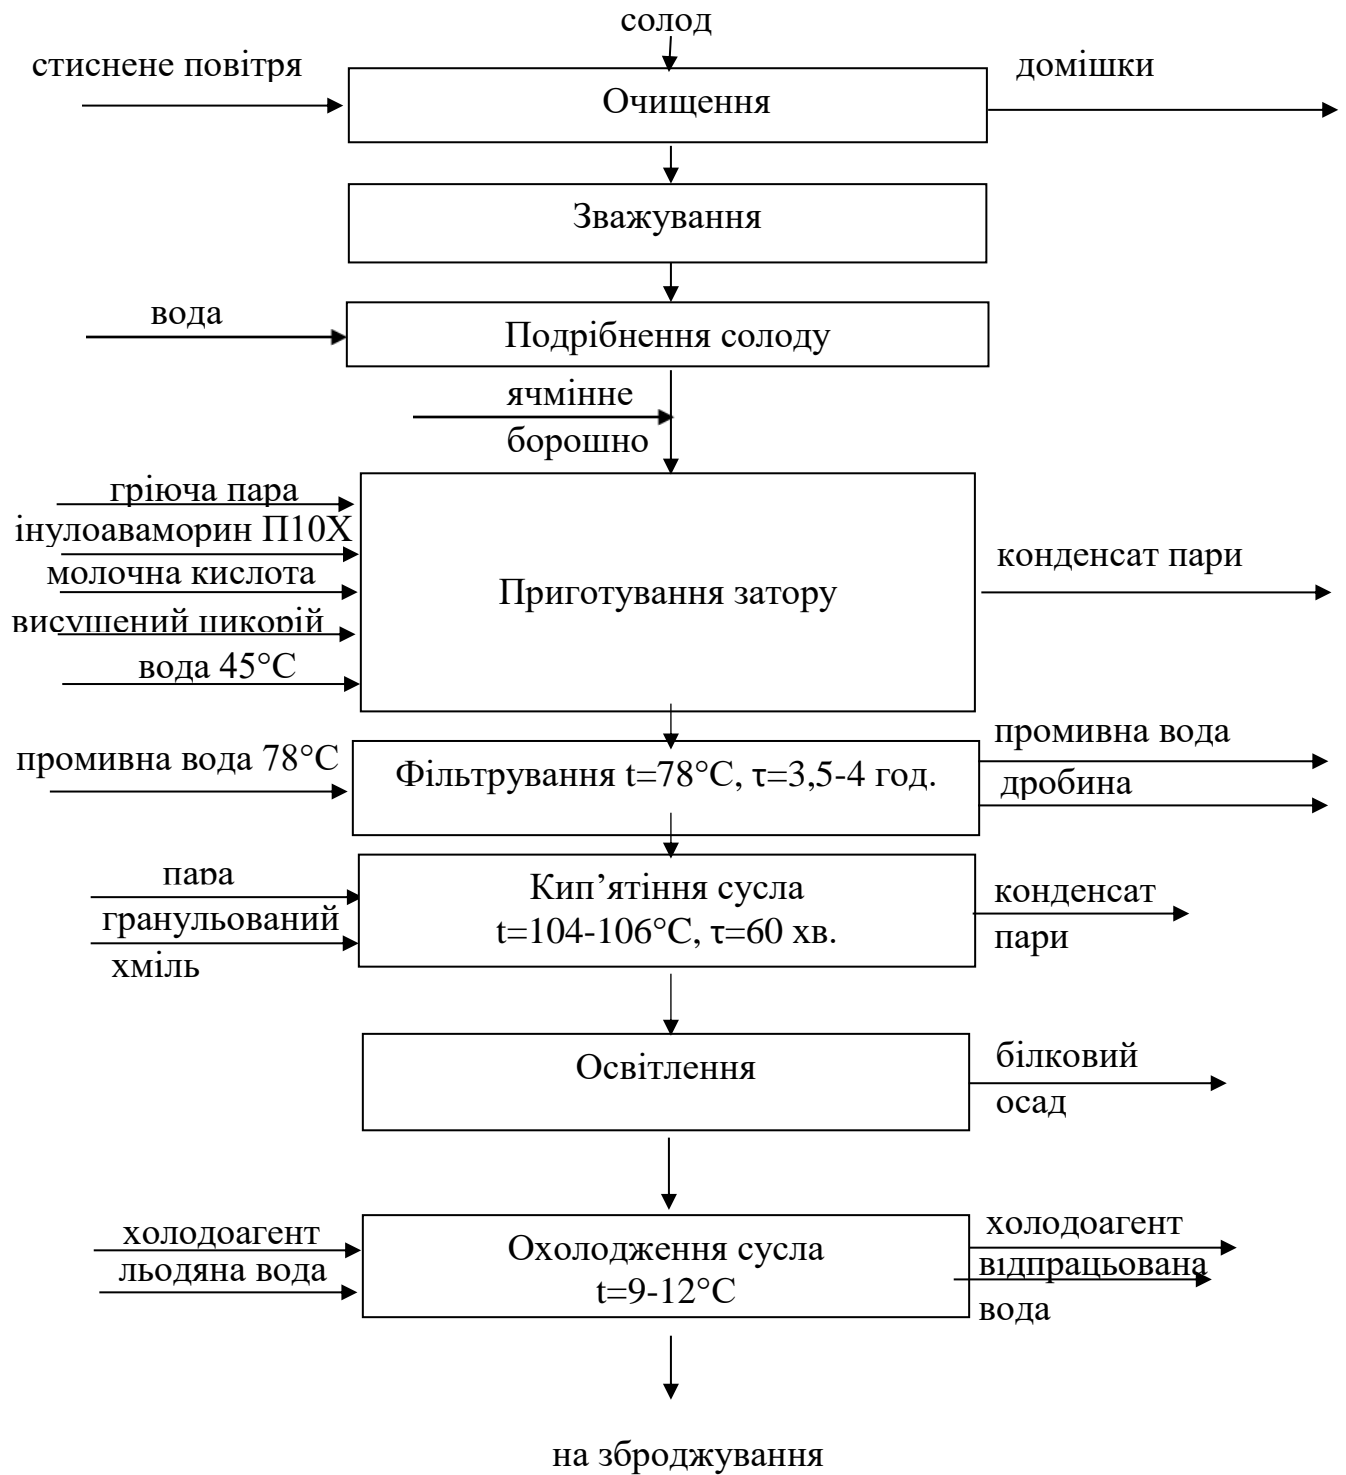 солод
стиснене повітря
домішки
Очищення
Зважування
вода
Подрібнення солоду
ячмінне
борошно
гріюча пара
інулоаваморин П10Х
молочна кислота
висушений цикорій
вода 45°С
Приготування затору
конденсат пари
промивна вода 78°С
Фільтрування t=78°С, τ=3,5-4 год.
промивна вода
дробина
пара
гранульований
хміль
Кип’ятіння сусла
t=104-106°С, τ=60 хв.
конденсат
пари
Освітлення
білковий
осад
холодоагент
льодяна вода
Охолодження сусла
t=9-12°С
холодоагент
відпрацьована
вода
на зброджування